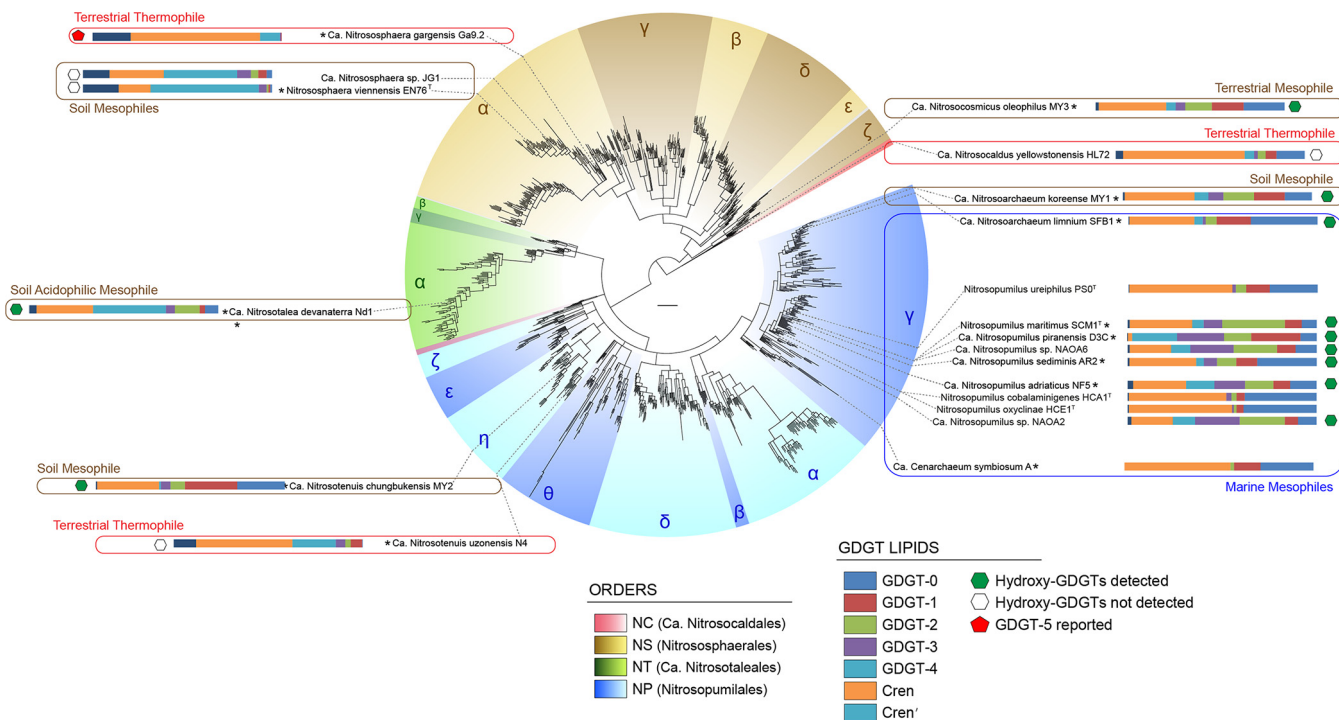 Terrestrial Thermophile
* Ca. Nitrososphaera gargensis Ga9.2
Ca. Nitrososphaera sp. JG1
* Nitrososphaera viennensis EN76ᵀ
Soil Mesophiles
Soil Acidophilic Mesophile
*Ca. Nitrosotalea devanaterra Nd1
*
Soil Mesophile
*Ca. Nitrosotenuis chungbukensis MY2
Terrestrial Thermophile
* Ca. Nitrosotenuis uzonensis N4
γ
β
δ
ε
ζ
α
β
γ
α
ζ
ε
η
θ
δ
β
α
γ
Terrestrial Mesophile
Ca. Nitrosocosmicus oleophilus MY3 *
Terrestrial Thermophile
Ca. Nitrosocaldus yellowstonensis HL72
Soil Mesophile
Ca. Nitrosoarchaeum koreense MY1 *
Ca. Nitrosoarchaeum limnium SFB1 *
Nitrosopumilus ureiphilus PS0ᵀ
Nitrosopumilus maritimus SCM1ᵀ *
Ca. Nitrosopumilus piranensis D3C *
Ca. Nitrosopumilus sp. NAOA6
Ca. Nitrosopumilus sediminis AR2 *
Ca. Nitrosopumilus adriaticus NF5 *
Nitrosopumilus cobalaminigenes HCA1ᵀ
Nitrosopumilus oxyclinae HCE1ᵀ
Ca. Nitrosopumilus sp. NAOA2
Ca. Cenarchaeum symbiosum A*
Marine Mesophiles
ORDERS
NC (Ca. Nitrosocaldales)
NS (Nitrososphaerales)
NT (Ca. Nitrosotaleales)
NP (Nitrosopumilales)
GDGT LIPIDS
GDGT-0
GDGT-1
GDGT-2
GDGT-3
GDGT-4
Cren
Cren′
Hydroxy-GDGTs detected
Hydroxy-GDGTs not detected
GDGT-5 reported